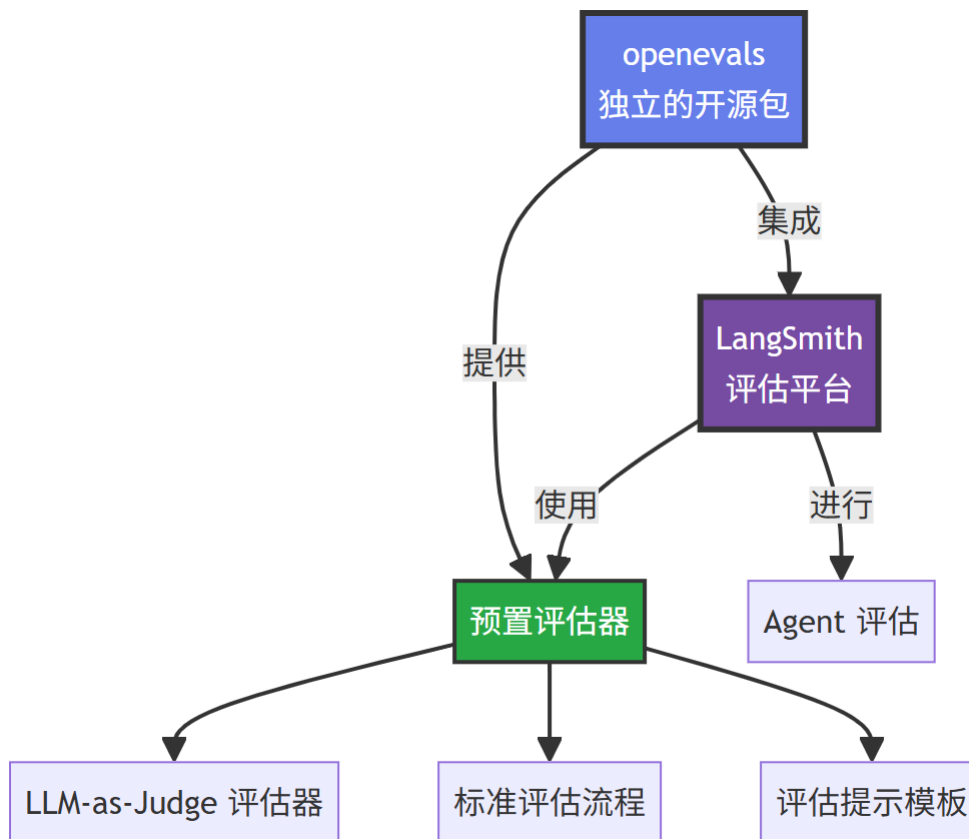 openevals
独立的开源包
集成
LangSmith
评估平台
提供
使用
进行
预置评估器
Agent 评估
LLM-as-Judge 评估器
标准评估流程
评估提示模板